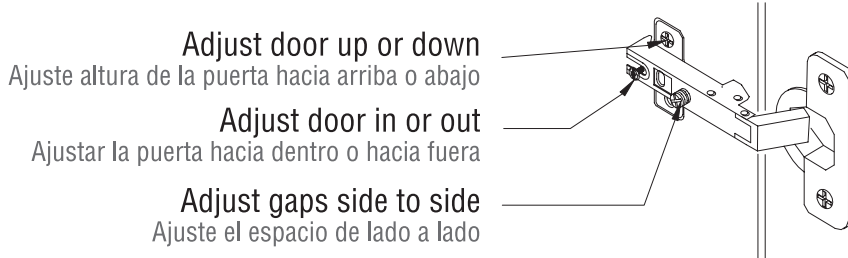 Adjust door up or down
Ajuste altura de la puerta hacia arriba o abajo
Adjust door in or out
Ajustar la puerta hacia dentro o hacia fuera
Adjust gaps side to side
Ajuste el espacio de lado a lado